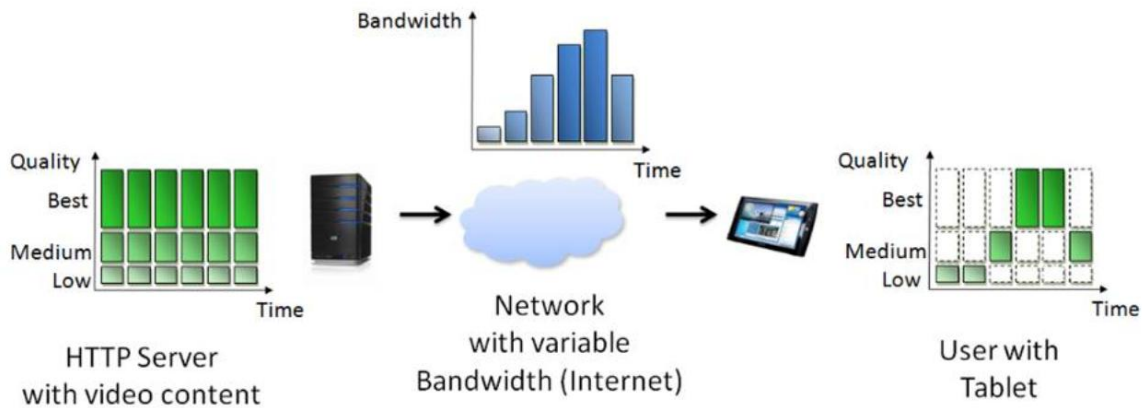 Bandwidth
Time
Quality
Best
Medium
Low
Time
HTTP Server
with video content
Network
with variable
Bandwidth (Internet)
Quality
Best
Medium
Low
Time
User with
Tablet